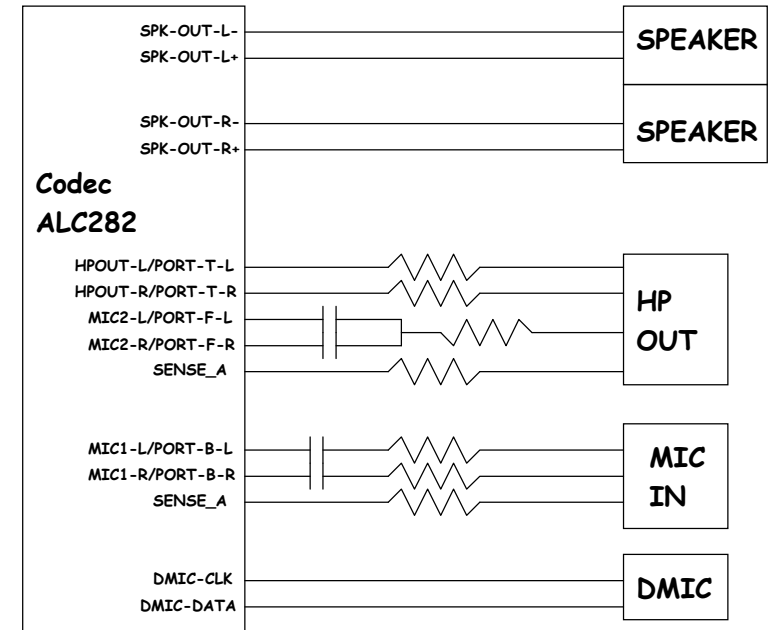 SPK-OUT-L-
SPK-OUT-L+
SPEAKER
SPK-OUT-R-
SPK-OUT-R+
SPEAKER
Codec
ALC282
HPOUT-L/PORT-T-L
HPOUT-R/PORT-T-R
MIC2-L/PORT-F-L
MIC2-R/PORT-F-R
SENSE_A
HP
OUT
MIC1-L/PORT-B-L
MIC1-R/PORT-B-R
SENSE_A
MIC
IN
DMIC-CLK
DMIC-DATA
DMIC